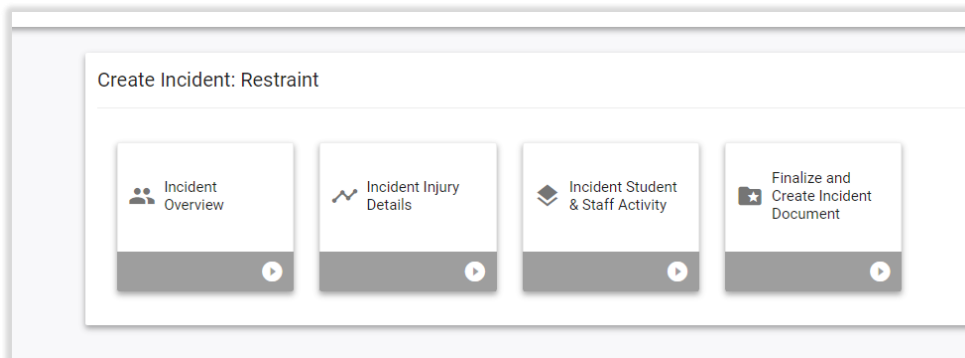 Create Incident: Restraint
Incident
Overview
Incident Injury
Details
Incident Student
& Staff Activity
Finalize and
Create Incident
Document